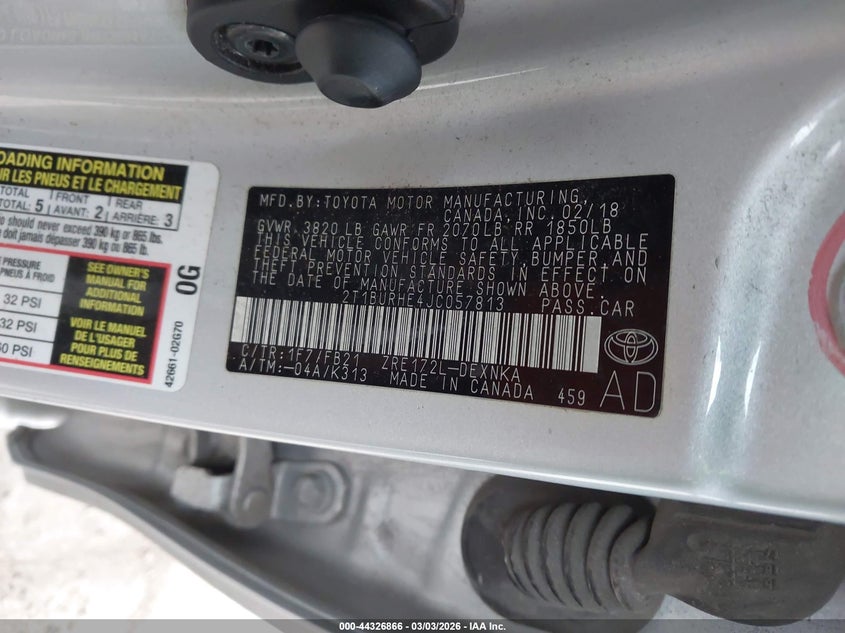 OADING INFORMATION
IR LES PNEUS ET LE CHARGEMENT
TOTAL 5 FRONT AVANT: 2 REAR ARRIÈRE: 3
TOTAL:
o should never exceed 390 kg or 865 lbs.
e doit jamais dépasser 390 kg ou 865 lb.
PRESSURE
PNEUS À FROID
32 PSI
32 PSI
60 PSI
SEE OWNER'S
MANUAL FOR
ADDITIONAL
INFORMATION
VOIR LE MANUEL
DE L'USAGER
POUR PLUS DE
RENSEIGNEMENTS
0G
42661-02G70
MFD.BY:TOYOTA MOTOR MANUFACTURING,
CANADA, INC. 02/18
GVWR 3820 LB GAWR FR 2070LB RR 1850LB
THIS VEHICLE CONFORMS TO ALL APPLICABLE
FEDERAL MOTOR VEHICLE SAFETY, BUMPER AND
THEFT PREVENTION STANDARDS IN EFFECT ON
THE DATE OF MANUFACTURE SHOWN ABOVE.
2T1BURHE4JC057813 PASS.CAR
C/TR:1F7/FB21 ZRE172L-DEXNKA
A/TM:-04A/K313 MADE IN CANADA 459
AD
TOYOTA
000-44326866 - 03/03/2026 - IAA Inc.